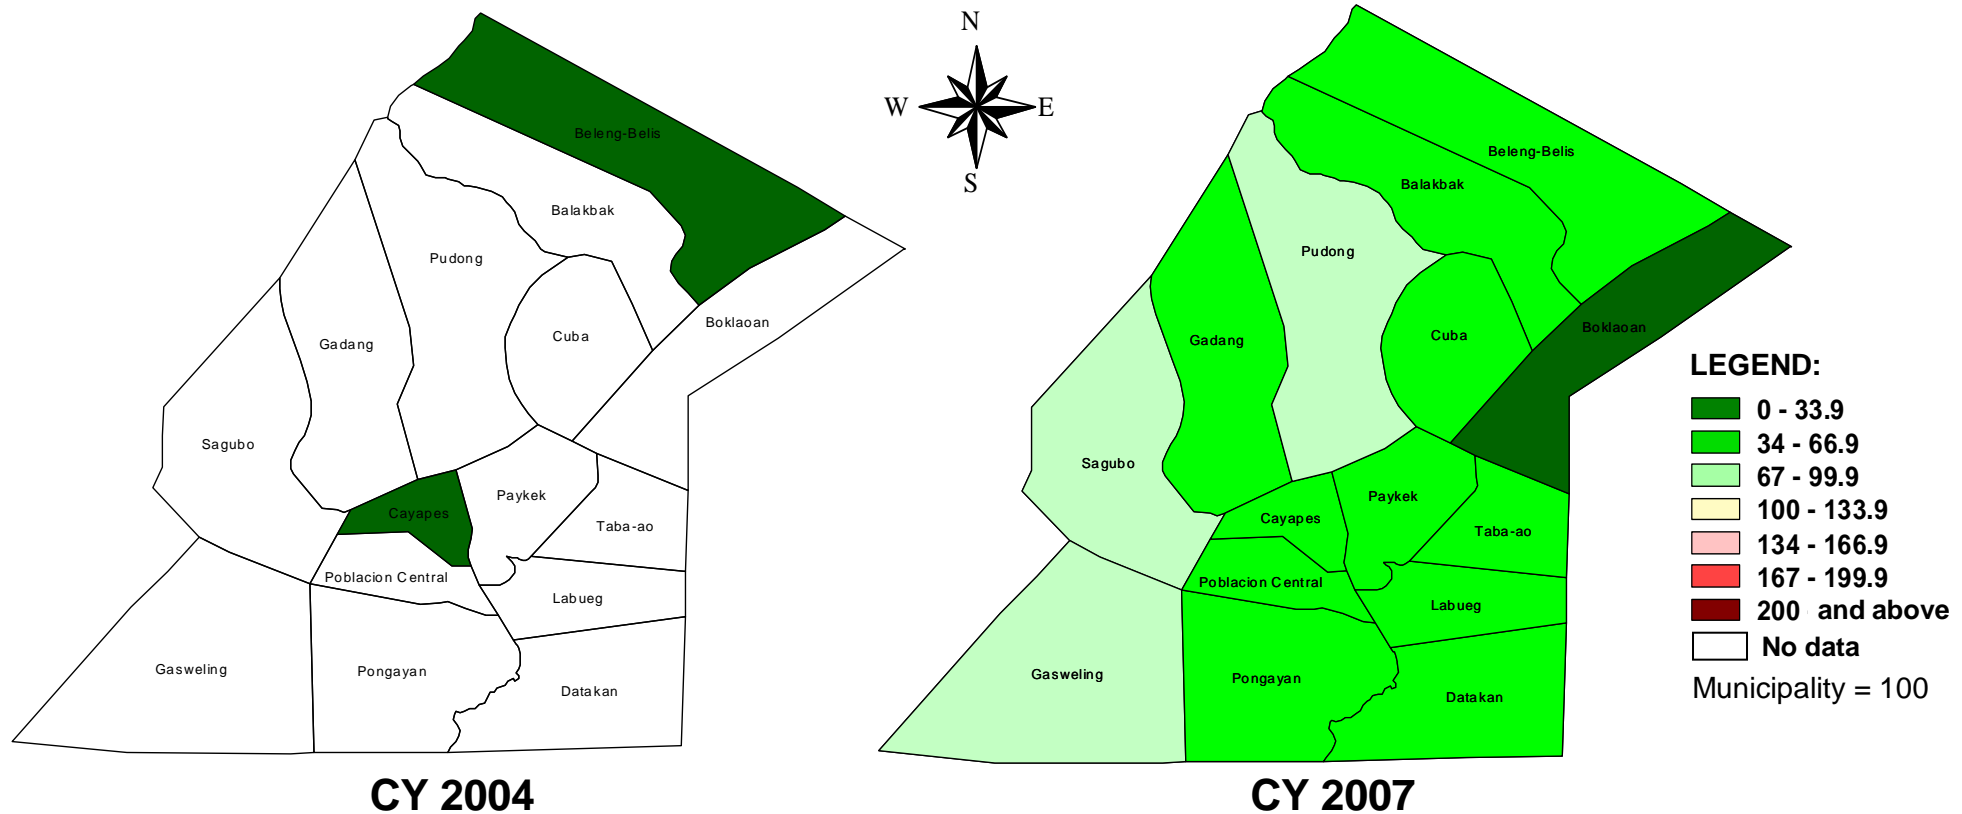 N
W
E
S
Beleng-Belis
Balakbak
Pudong
Boklaoan
Cuba
Gadang
Sagubo
Paykek
Cayapes
Taba-ao
Poblacion Central
Labueg
Gasweling
Pongayan
Datakan
CY 2004
Beleng-Belis
Balakbak
Pudong
Boklaoan
Cuba
Gadang
Sagubo
Paykek
Cayapes
Taba-ao
Poblacion Central
Labueg
Gasweling
Pongayan
Datakan
CY 2007
LEGEND:
0 - 33.9
34 - 66.9
67 - 99.9
100 - 133.9
134 - 166.9
167 - 199.9
200 and above
No data
Municipality = 100